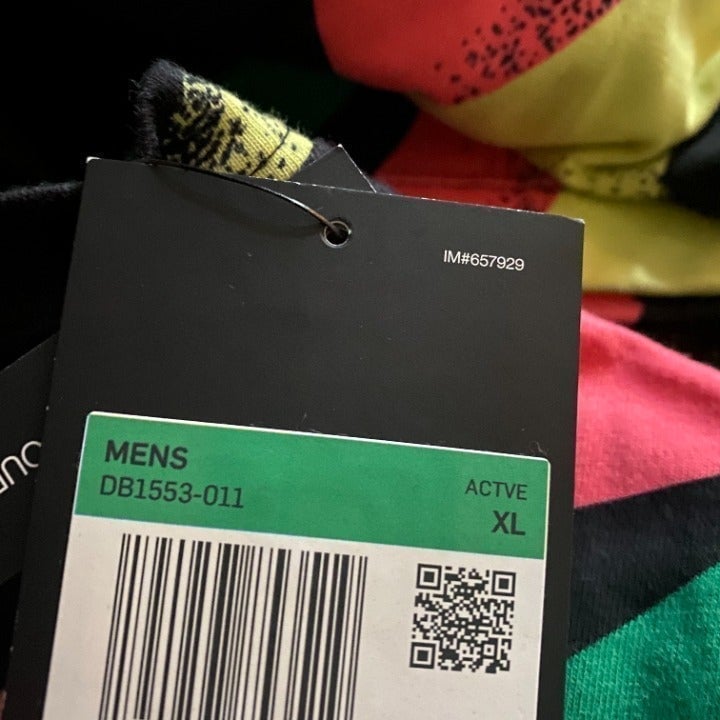 IM#657929
MENS
DB1553-011
ACTVE
XL